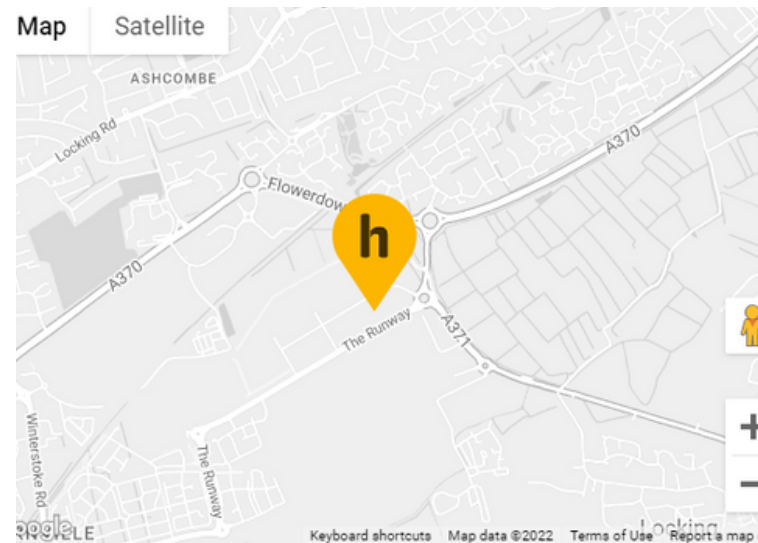 Map Satellite
ASHCOMBE
Locking Rd
A370
Flowerdow
h
A370
The Runway
A371
Winterstoke Rd
The Runway
Locking
Keyboard shortcuts Map data ©2022 Terms of Use Report a map